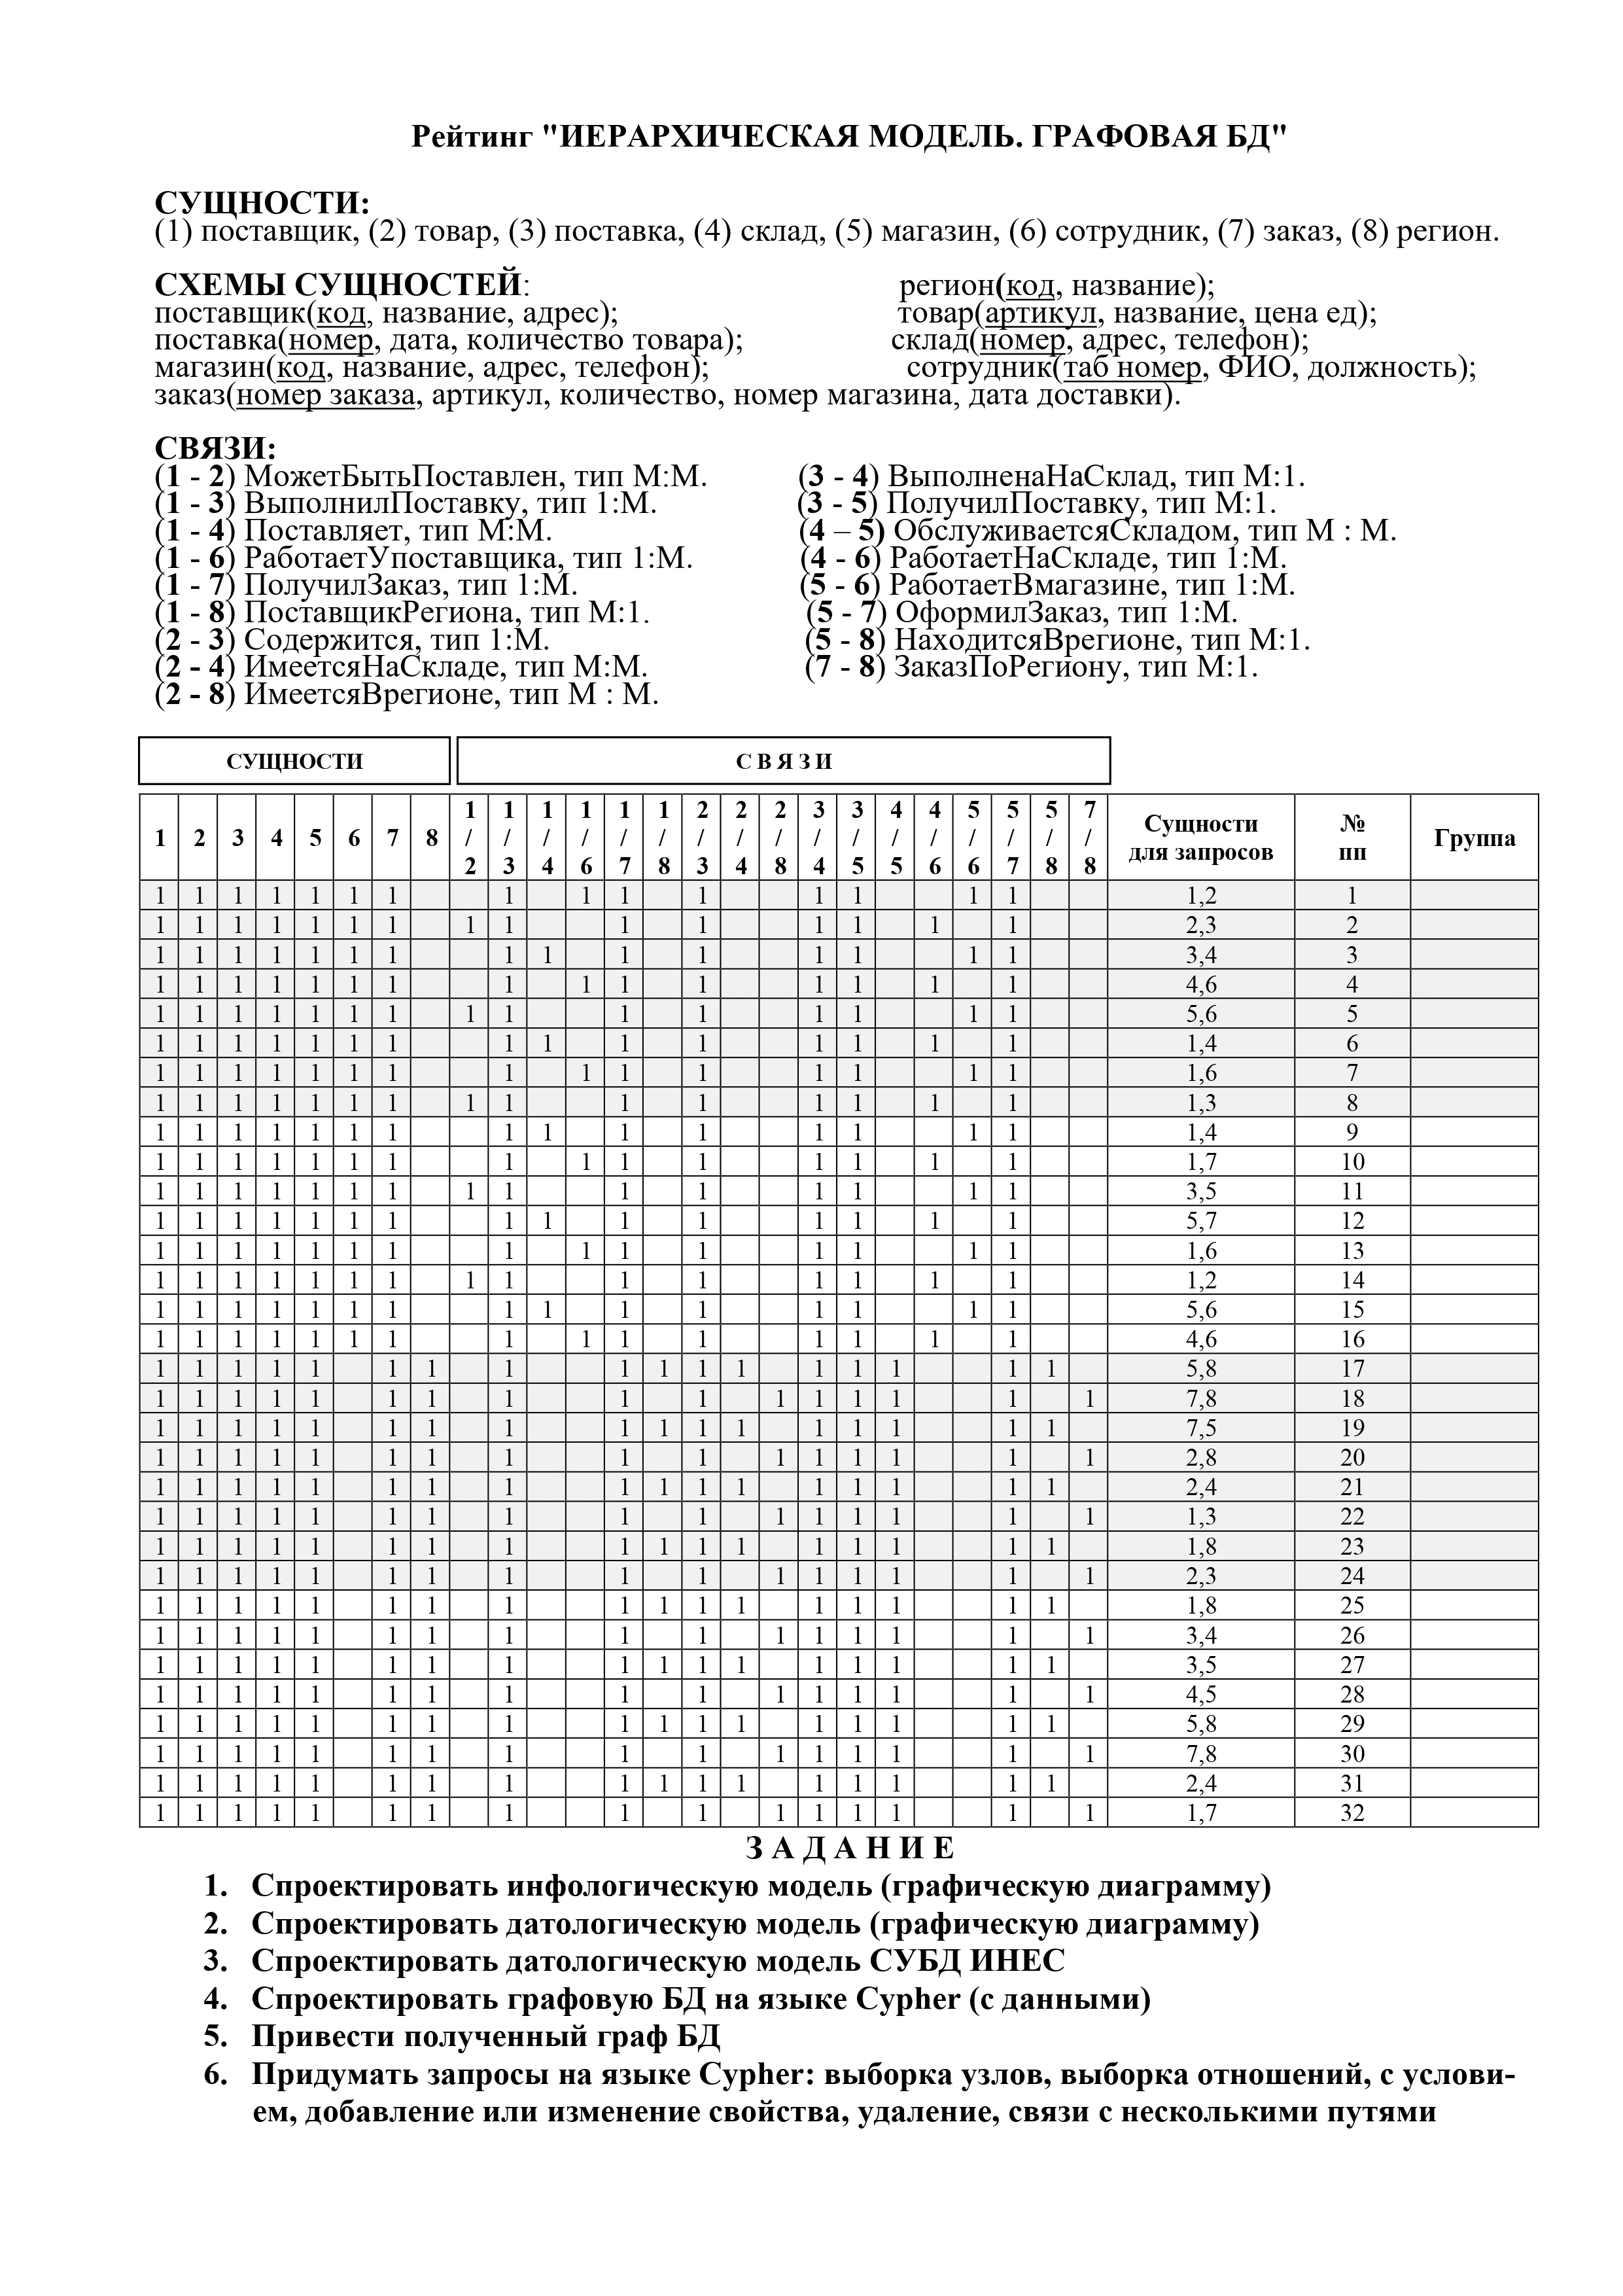 Рейтинг "ИЕРАРХИЧЕСКАЯ МОДЕЛЬ. ГРАФОВАЯ БД"
СУЩНОСТИ:
(1) поставщик, (2) товар, (3) поставка, (4) склад, (5) магазин, (6) сотрудник, (7) заказ, (8) регион.
СХЕМЫ СУЩНОСТЕЙ: регион(код, название);
поставщик(код, название, адрес); товар(артикул, название, цена ед);
поставка(номер, дата, количество товара); склад(номер, адрес, телефон);
магазин(код, название, адрес, телефон); сотрудник(таб номер, ФИО, должность);
заказ(номер заказа, артикул, количество, номер магазина, дата доставки).
СВЯЗИ:
(1 - 2) МожетБытьПоставлен, тип М:М. (3 - 4) ВыполненаНаСклад, тип М:1.
(1 - 3) ВыполнилПоставку, тип 1:М. (3 - 5) ПолучилПоставку, тип М:1.
(1 - 4) Поставляет, тип М:М. (4 – 5) ОбслуживаетсяСкладом, тип М : М.
(1 - 6) РаботаетУпоставщика, тип 1:М. (4 - 6) РаботаетНаСкладе, тип 1:М.
(1 - 7) ПолучилЗаказ, тип 1:М. (5 - 6) РаботаетВмагазине, тип 1:М.
(1 - 8) ПоставщикРегиона, тип М:1. (5 - 7) ОформилЗаказ, тип 1:М.
(2 - 3) Содержится, тип 1:М. (5 - 8) НаходитсяВрегионе, тип М:1.
(2 - 4) ИмеетсяНаСкладе, тип М:М. (7 - 8) ЗаказПоРегиону, тип М:1.
(2 - 8) ИмеетсяВрегионе, тип М : М.
СУЩНОСТИ С В Я З И
1 2 3 4 5 6 7 8 1/2 1/3 1/4 1/6 1/7 1/8 2/3 2/4 2/8 3/4 3/5 4/5 4/6 5/6 5/7 5/8 7/8 Сущности для запросов № пп Группа
1 1 1 1 1 1 1 1 1 1 1 1 1 1 1 1,2 1
1 1 1 1 1 1 1 1 1 1 1 1 1 1 1 2,3 2
1 1 1 1 1 1 1 1 1 1 1 1 1 1 1 3,4 3
1 1 1 1 1 1 1 1 1 1 1 1 1 1 1 4,6 4
1 1 1 1 1 1 1 1 1 1 1 1 1 1 1 5,6 5
1 1 1 1 1 1 1 1 1 1 1 1 1 1 1 1,4 6
1 1 1 1 1 1 1 1 1 1 1 1 1 1 1 1,6 7
1 1 1 1 1 1 1 1 1 1 1 1 1 1 1 1,3 8
1 1 1 1 1 1 1 1 1 1 1 1 1 1 1 1,4 9
1 1 1 1 1 1 1 1 1 1 1 1 1 1 1 1,7 10
1 1 1 1 1 1 1 1 1 1 1 1 1 1 1 3,5 11
1 1 1 1 1 1 1 1 1 1 1 1 1 1 1 5,7 12
1 1 1 1 1 1 1 1 1 1 1 1 1 1 1 1,6 13
1 1 1 1 1 1 1 1 1 1 1 1 1 1 1 1,2 14
1 1 1 1 1 1 1 1 1 1 1 1 1 1 1 5,6 15
1 1 1 1 1 1 1 1 1 1 1 1 1 1 1 4,6 16
1 1 1 1 1 1 1 1 1 1 1 1 1 1 1 1 1 5,8 17
1 1 1 1 1 1 1 1 1 1 1 1 1 1 1 1 7,8 18
1 1 1 1 1 1 1 1 1 1 1 1 1 1 1 1 1 7,5 19
1 1 1 1 1 1 1 1 1 1 1 1 1 1 1 1 2,8 20
1 1 1 1 1 1 1 1 1 1 1 1 1 1 1 1 1 2,4 21
1 1 1 1 1 1 1 1 1 1 1 1 1 1 1 1 1,3 22
1 1 1 1 1 1 1 1 1 1 1 1 1 1 1 1 1 1,8 23
1 1 1 1 1 1 1 1 1 1 1 1 1 1 1 1 2,3 24
1 1 1 1 1 1 1 1 1 1 1 1 1 1 1 1 1 1,8 25
1 1 1 1 1 1 1 1 1 1 1 1 1 1 1 1 3,4 26
1 1 1 1 1 1 1 1 1 1 1 1 1 1 1 1 1 3,5 27
1 1 1 1 1 1 1 1 1 1 1 1 1 1 1 1 4,5 28
1 1 1 1 1 1 1 1 1 1 1 1 1 1 1 1 1 5,8 29
1 1 1 1 1 1 1 1 1 1 1 1 1 1 1 1 7,8 30
1 1 1 1 1 1 1 1 1 1 1 1 1 1 1 1 1 2,4 31
1 1 1 1 1 1 1 1 1 1 1 1 1 1 1 1 1,7 32
З А Д А Н И Е
1. Спроектировать инфологическую модель (графическую диаграмму)
2. Спроектировать датологическую модель (графическую диаграмму)
3. Спроектировать датологическую модель СУБД ИНЕС
4. Спроектировать графовую БД на языке Cypher (с данными)
5. Привести полученный граф БД
6. Придумать запросы на языке Cypher: выборка узлов, выборка отношений, с услови-
ем, добавление или изменение свойства, удаление, связи с несколькими путями